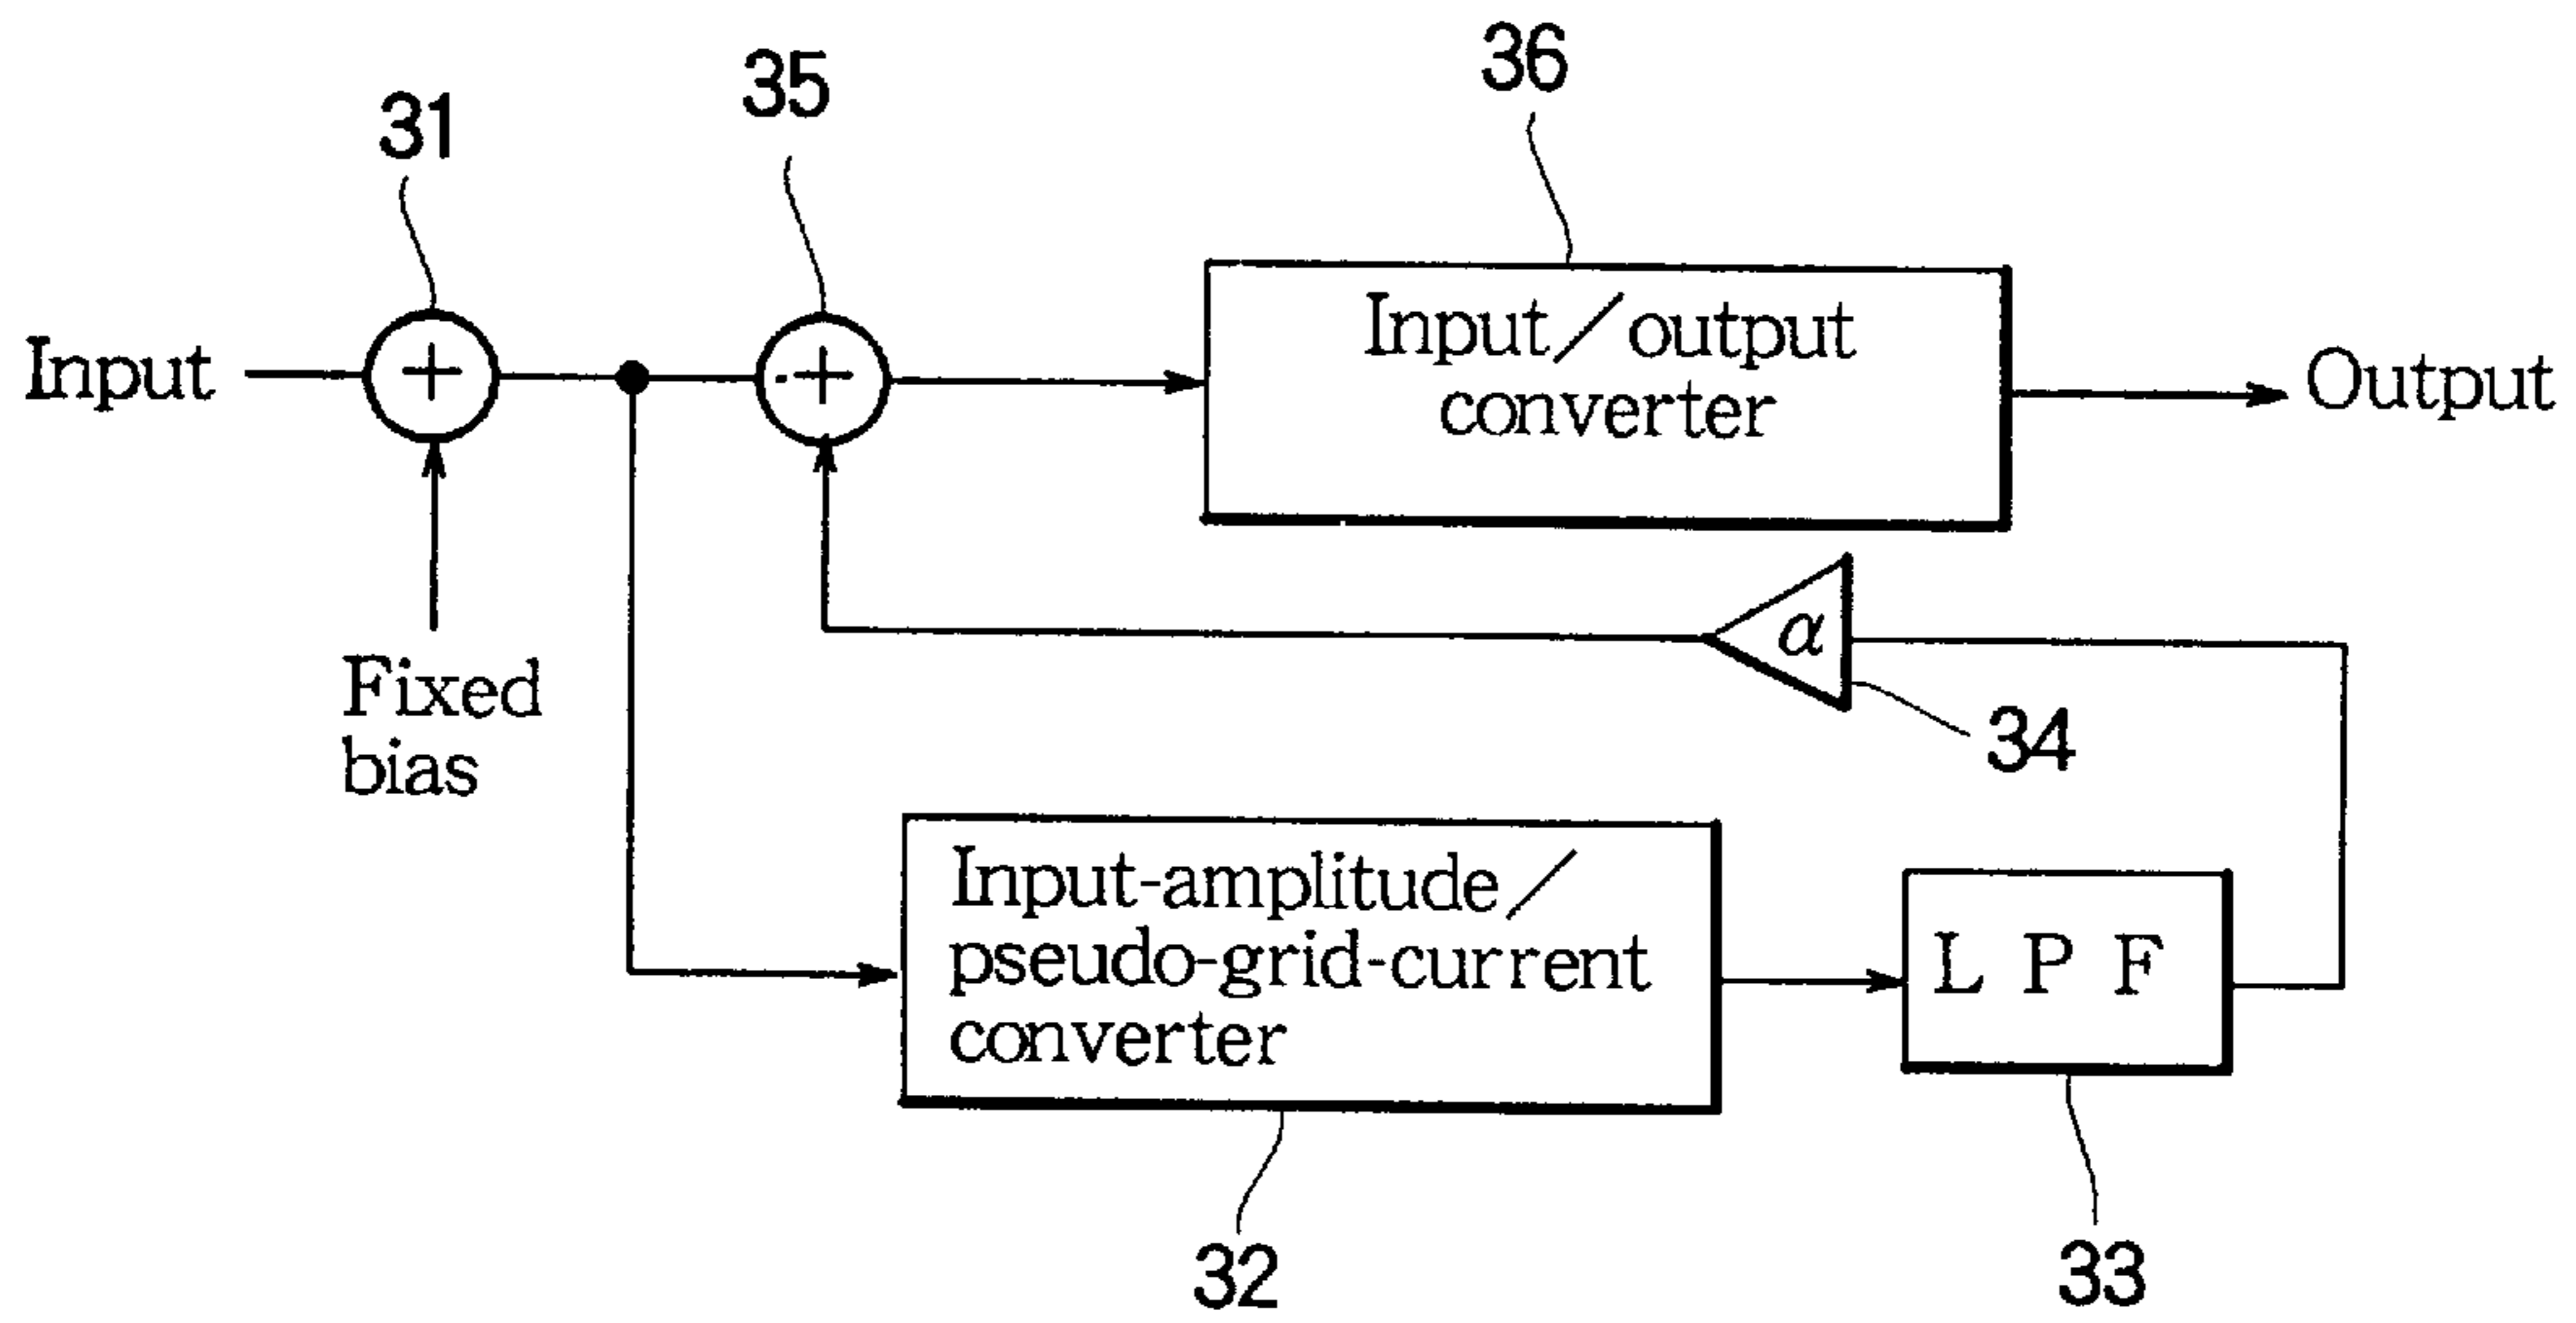 36
35
31
Input
+
+
Input/output
converter
Output
α
Fixed
bias
34
Input-amplitude/
pseudo-grid-current
converter
L P F
32
33